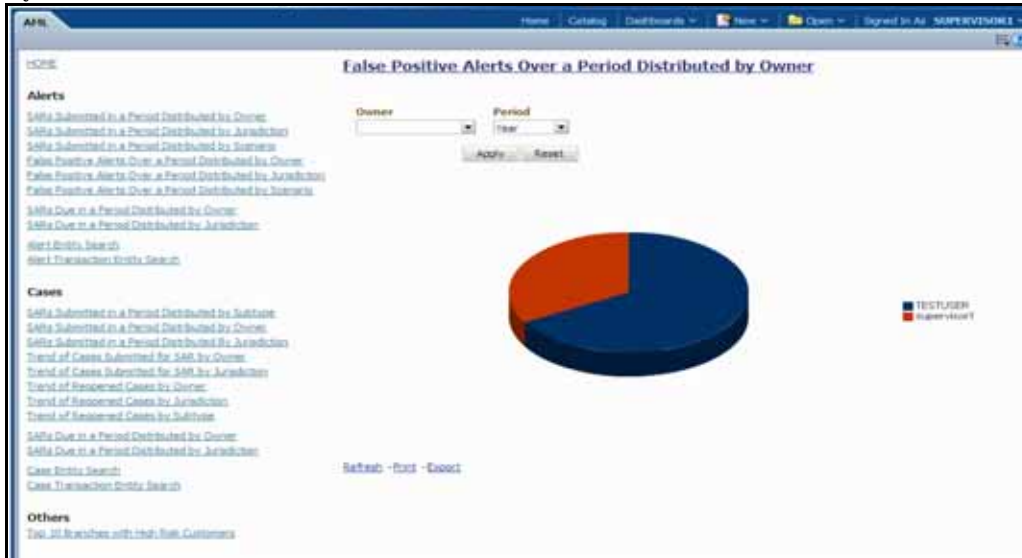 AML
Home Catalog Dashboards New Open Signed In As SUPERVISOR1
HOME
False Positive Alerts Over a Period Distributed by Owner
Alerts
Owner Period
Year
Apply Reset
SARs Submitted in a Period Distributed by Owner
SARs Submitted in a Period Distributed by Jurisdiction
SARs Submitted in a Period Distributed by Scenario
False Positive Alerts Over a Period Distributed by Owner
False Positive Alerts Over a Period Distributed by Jurisdiction
False Positive Alerts Over a Period Distributed by Scenario
SARs Due in a Period Distributed by Owner
SARs Due in a Period Distributed by Jurisdiction
Alert Entity Search
Alert Transaction Entity Search
TESTUSER
supervisor1
Cases
SARs Submitted in a Period Distributed by Subtype
SARs Submitted in a Period Distributed by Owner
SARs Submitted in a Period Distributed By Jurisdiction
Trend of Cases Submitted for SAR by Owner
Trend of Cases Submitted for SAR by Jurisdiction
Trend of Reopened Cases by Owner
Trend of Reopened Cases by Jurisdiction
Trend of Reopened Cases by Subtype
SARs Due in a Period Distributed by Owner
SARs Due in a Period Distributed by Jurisdiction
Case Entity Search
Case Transaction Entity Search
Refresh - Print - Export
Others
Top 10 Branches with High Risk Customers